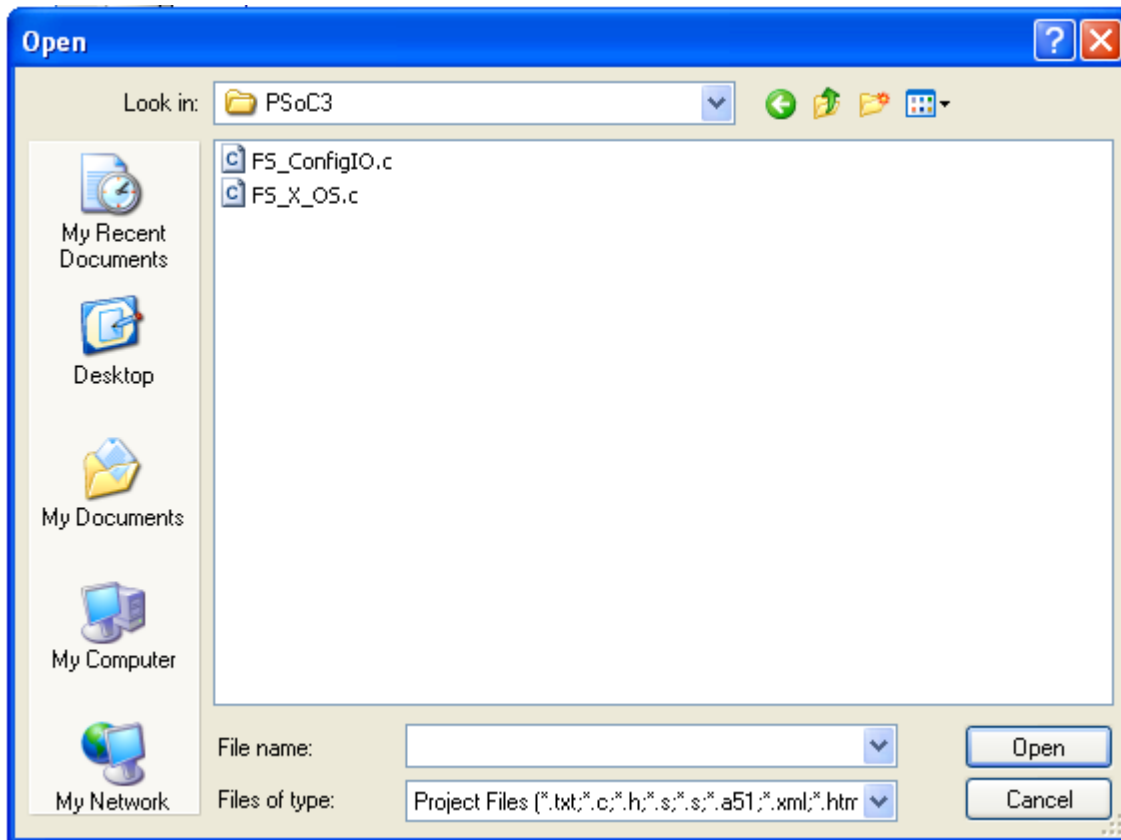 Open
Look in:
PSoC3
FS_ConfigIO.c
FS_X_OS.c
My Recent
Documents
Desktop
My Documents
My Computer
My Network
File name:
Open
Files of type:
Project Files (*.txt;*.c;*.h;*.s;*.s;*.a51;*.xml;*.htm
Cancel